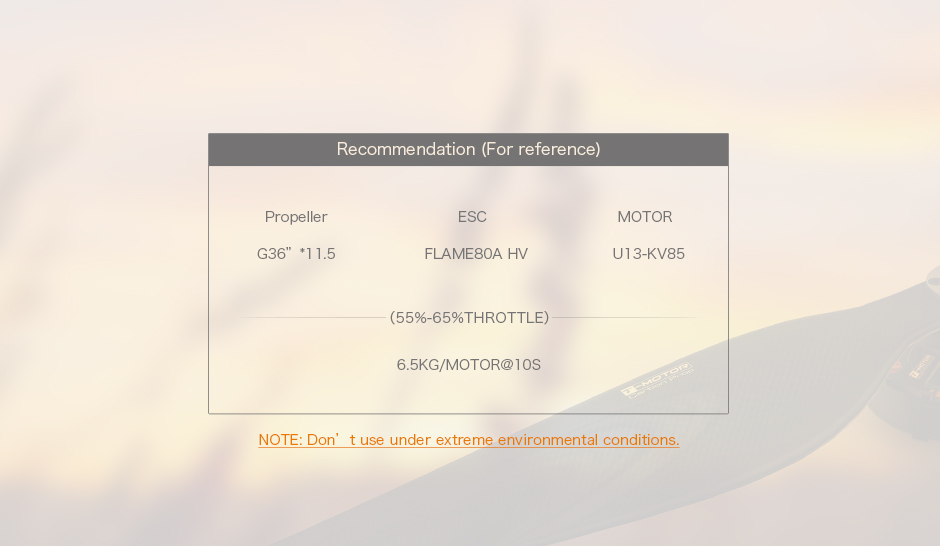 Recommendation (For reference)
Propeller ESC MOTOR
G36" *11.5 FLAME80A HV U13-KV85
(55%-65%THROTTLE)
6.5KG/MOTOR@10S
T-MOTOR
NOTE: Don't use under extreme environmental conditions.